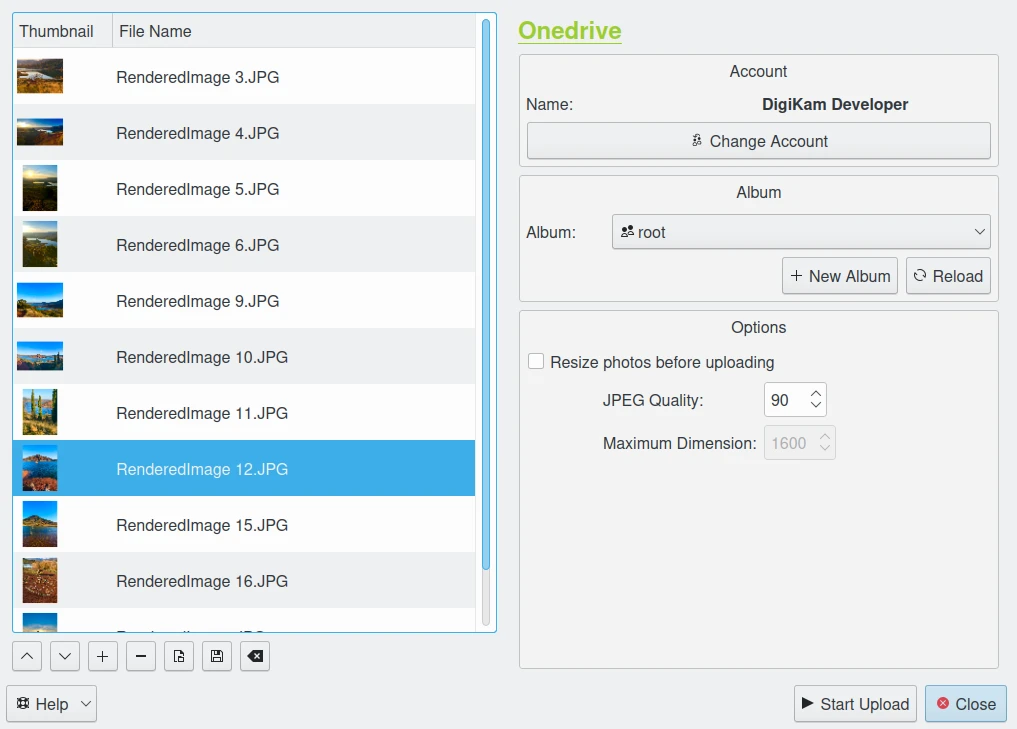 Thumbnail File Name
RenderedImage 3.JPG
RenderedImage 4.JPG
RenderedImage 5.JPG
RenderedImage 6.JPG
RenderedImage 9.JPG
RenderedImage 10.JPG
RenderedImage 11.JPG
RenderedImage 12.JPG
RenderedImage 15.JPG
RenderedImage 16.JPG
Help
Onedrive
Account
Name: DigiKam Developer
Change Account
Album
Album: root
New Album Reload
Options
Resize photos before uploading
JPEG Quality: 90
Maximum Dimension: 1600
Start Upload Close